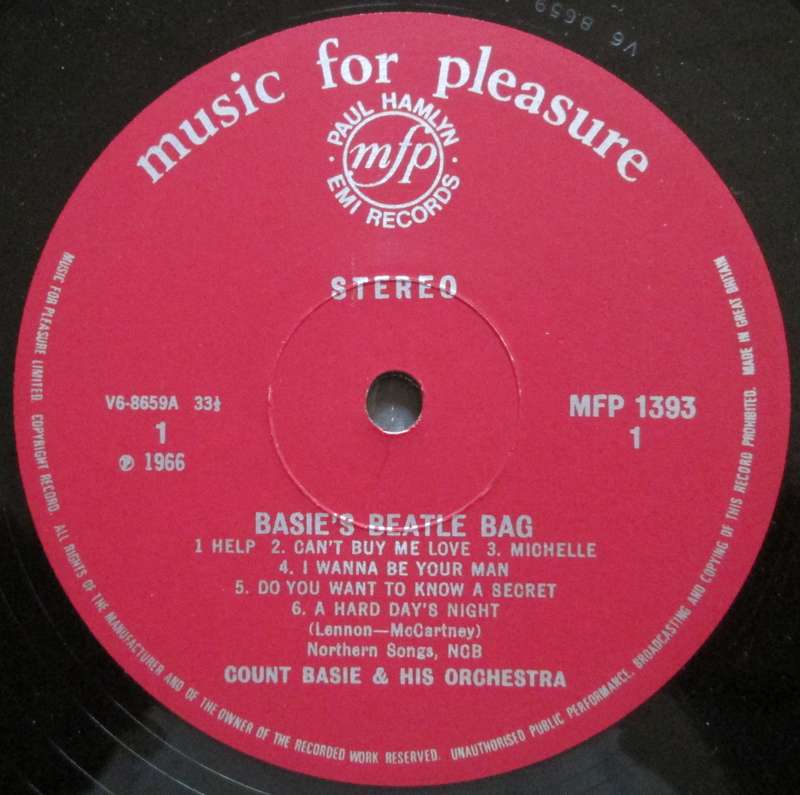 V6 8659
music for pleasure
· PAUL HAMLYN ·
mfp
EMI RECORDS
STEREO
V6-8659A 33⅓
MFP 1393
1
1
℗ 1966
BASIE'S BEATLE BAG
1 HELP 2. CAN'T BUY ME LOVE 3. MICHELLE
4. I WANNA BE YOUR MAN
5. DO YOU WANT TO KNOW A SECRET
6. A HARD DAY'S NIGHT
(Lennon—McCartney)
Northern Songs, NCB
COUNT BASIE & HIS ORCHESTRA
MUSIC FOR PLEASURE LIMITED. COPYRIGHT RECORD. ALL RIGHTS OF THE MANUFACTURER AND OF THE OWNER OF THE RECORDED WORK RESERVED. UNAUTHORISED PUBLIC PERFORMANCE, BROADCASTING AND COPYING OF THIS RECORD PROHIBITED. MADE IN GREAT BRITAIN